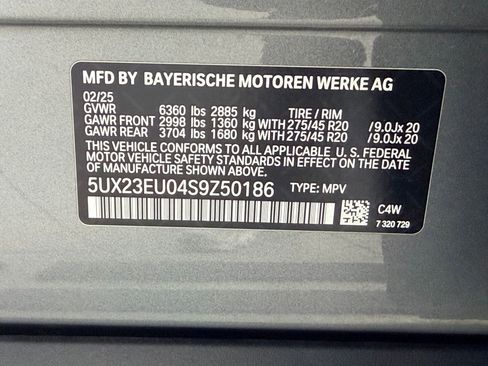 MFD BY BAYERISCHE MOTOREN WERKE AG
02/25
GVWR 6360 lbs 2885 kg TIRE / RIM
GAWR FRONT 2998 lbs 1360 kg WITH 275/45 R20 /9.0Jx 20
GAWR REAR 3704 lbs 1680 kg WITH 275/45 R20 /9.0Jx 20
THIS VEHICLE CONFORMS TO ALL APPLICABLE U.S. FEDERAL
MOTOR VEHICLE SAFETY STANDARDS IN EFFECT ON THE DATE
OF MANUFACTURE SHOWN ABOVE.
5UX23EU04S9Z50186 TYPE: MPV
C4W
7 320 729